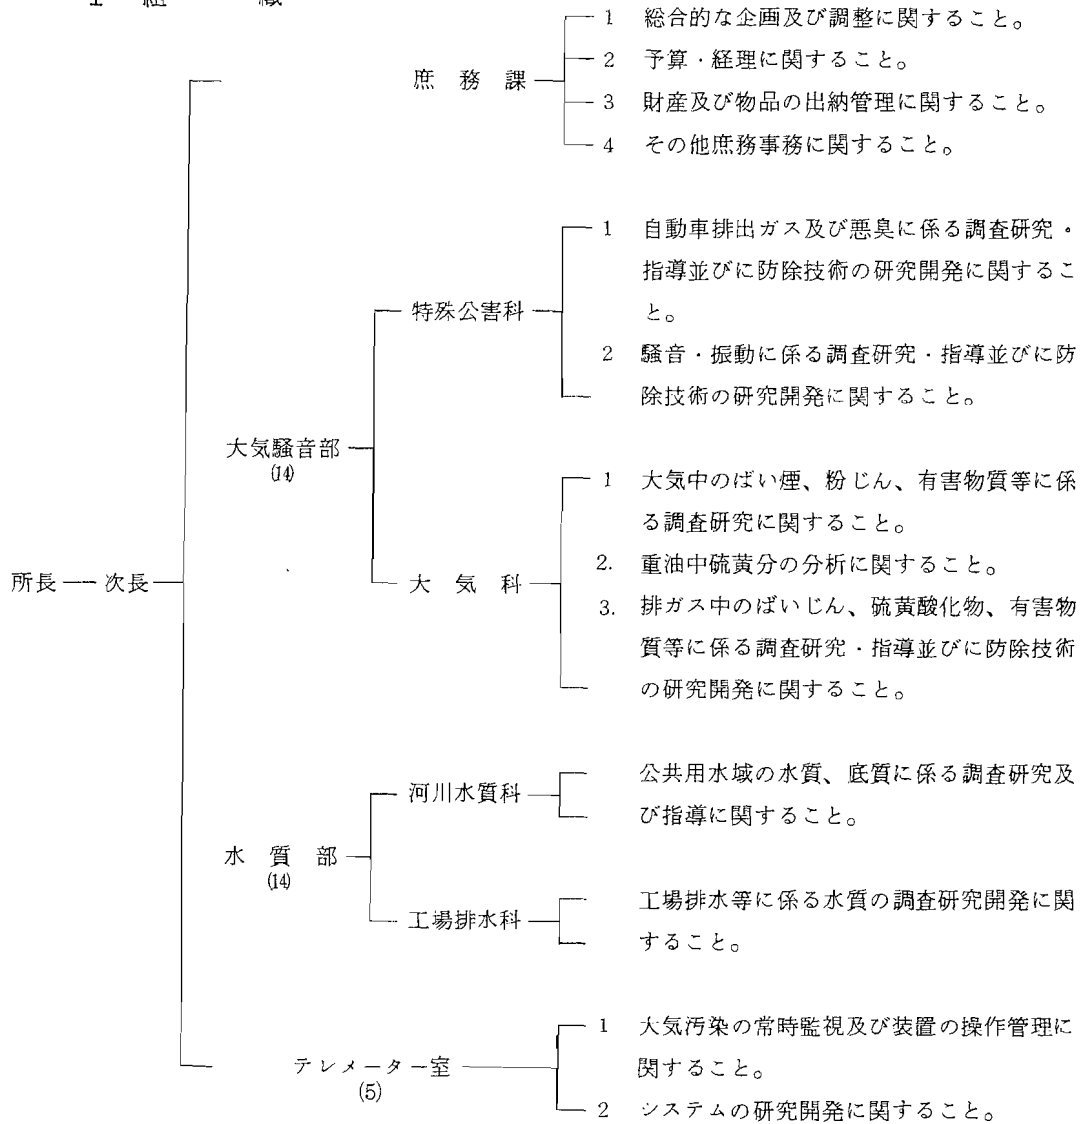 1 組織
庶務課
1 総合的な企画及び調整に関すること。
2 予算・経理に関すること。
3 財産及び物品の出納管理に関すること。
4 その他庶務事務に関すること。
所長 次長
大気騒音部
(14)
特殊公害科
1 自動車排出ガス及び悪臭に係る調査研究・
指導並びに防除技術の研究開発に関するこ
と。
2 騒音・振動に係る調査研究・指導並びに防
除技術の研究開発に関すること。
大気科
1 大気中のばい煙、粉じん、有害物質等に係
る調査研究に関すること。
2. 重油中硫黄分の分析に関すること。
3. 排ガス中のばいじん、硫黄酸化物、有害物
質等に係る調査研究・指導並びに防除技術
の研究開発に関すること。
水質部
(14)
河川水質科
公共用水域の水質、底質に係る調査研究及
び指導に関すること。
工場排水科
工場排水等に係る水質の調査研究開発に関
すること。
テレメーター室
(5)
1 大気汚染の常時監視及び装置の操作管理に
関すること。
2 システムの研究開発に関すること。